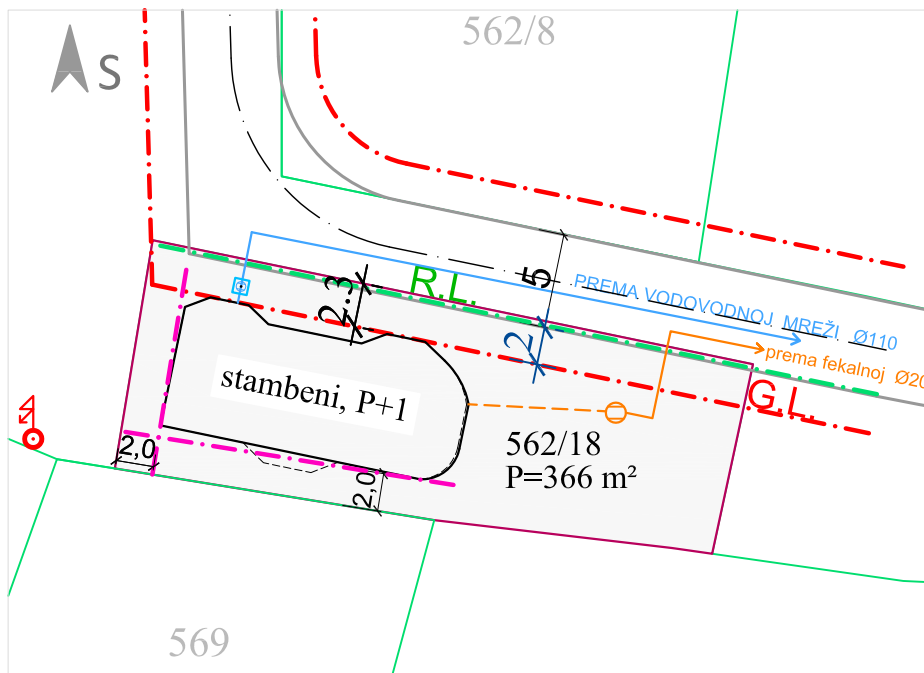 562/8
S
R.L.
2.3
5
PREMA VODOVODNOJ MREŽI Ø110
2
prema fekalnoj Ø20
G.L.
stambeni, P+1
562/18
P=366 m²
2,0
2,0
569